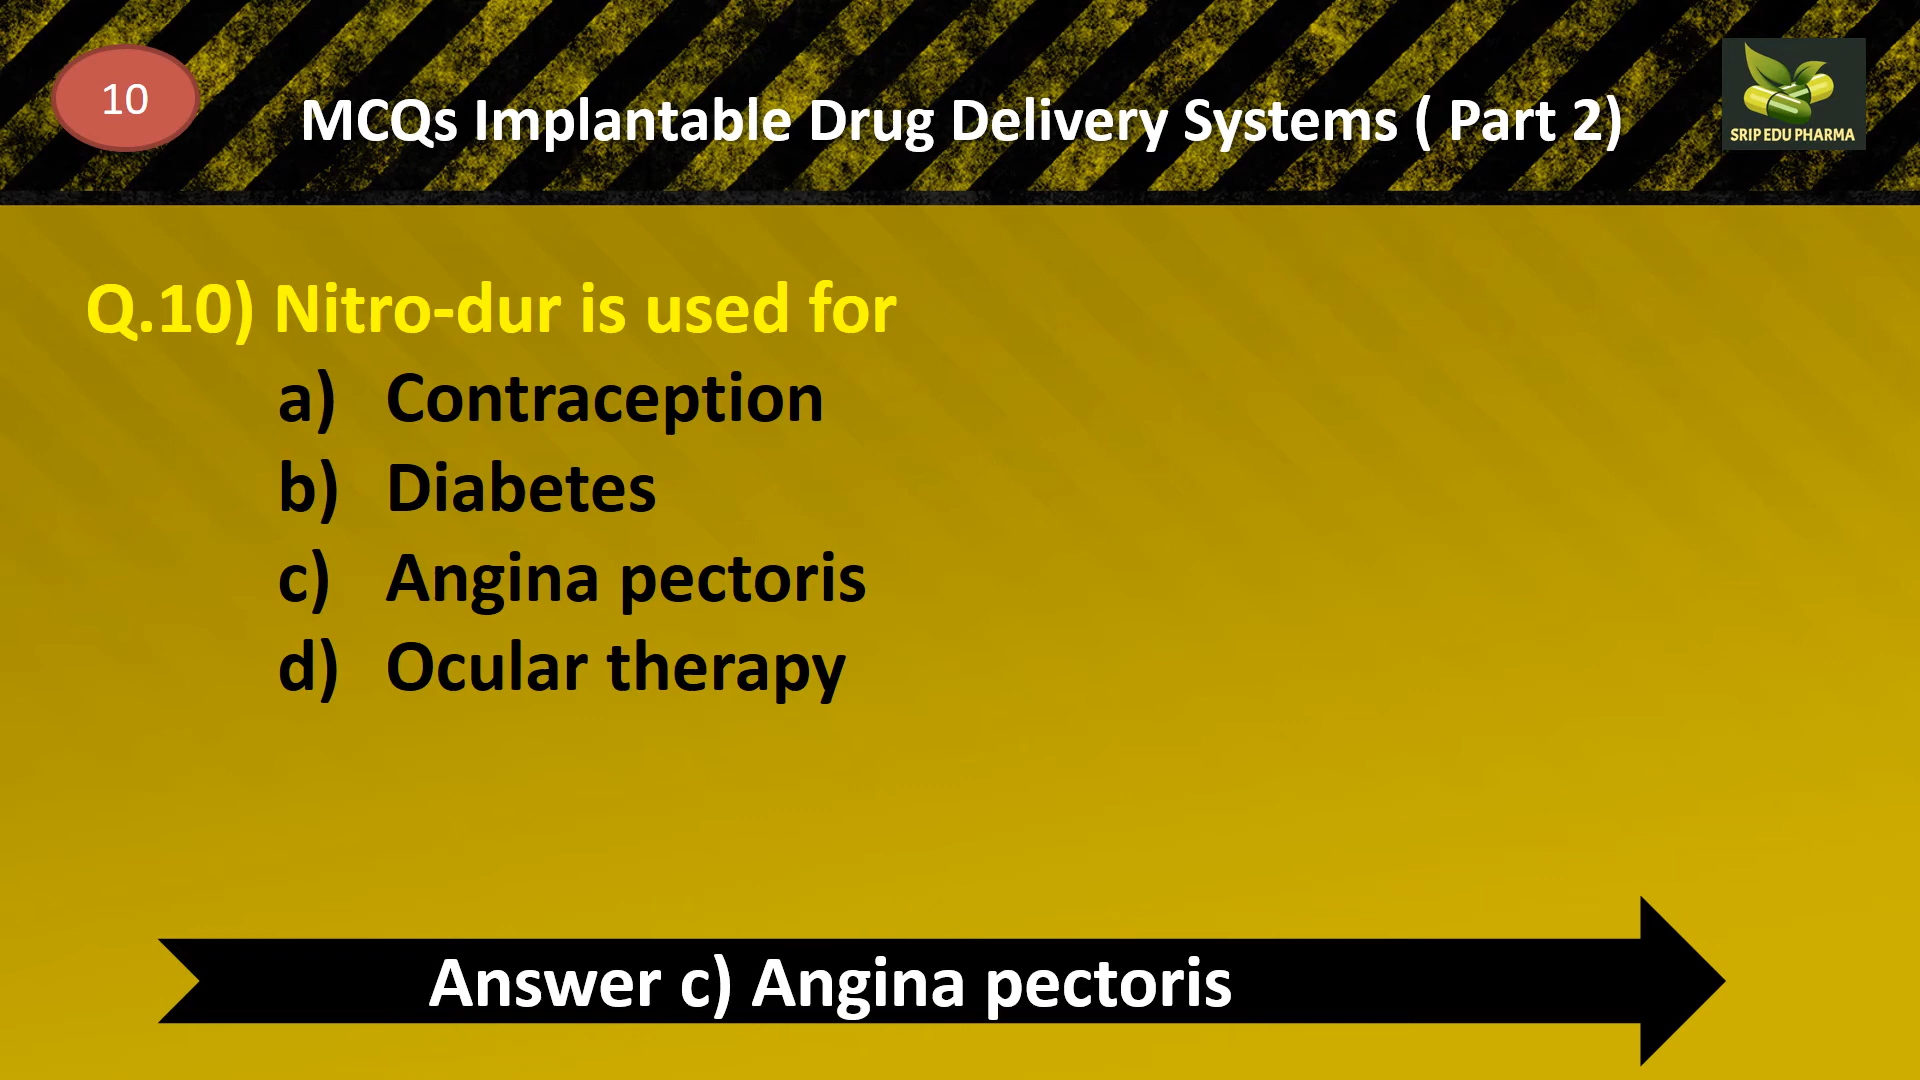 10
MCQs Implantable Drug Delivery Systems ( Part 2)
SRIP EDU PHARMA
Q.10) Nitro-dur is used for
a) Contraception
b) Diabetes
c) Angina pectoris
d) Ocular therapy
Answer c) Angina pectoris